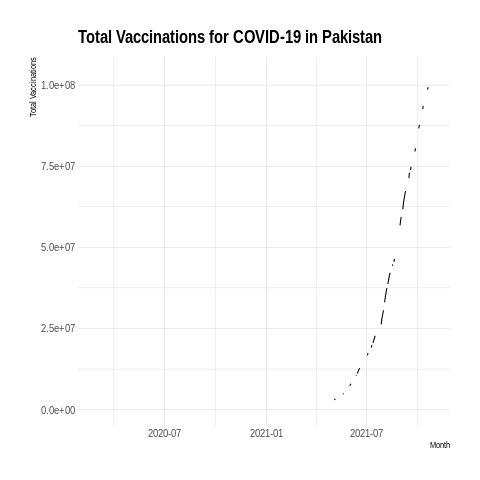 Total Vaccinations for COVID-19 in Pakistan
Total Vaccinations
1.0e+08
7.5e+07
5.0e+07
2.5e+07
0.0e+00
2020-07 2021-01 2021-07
Month